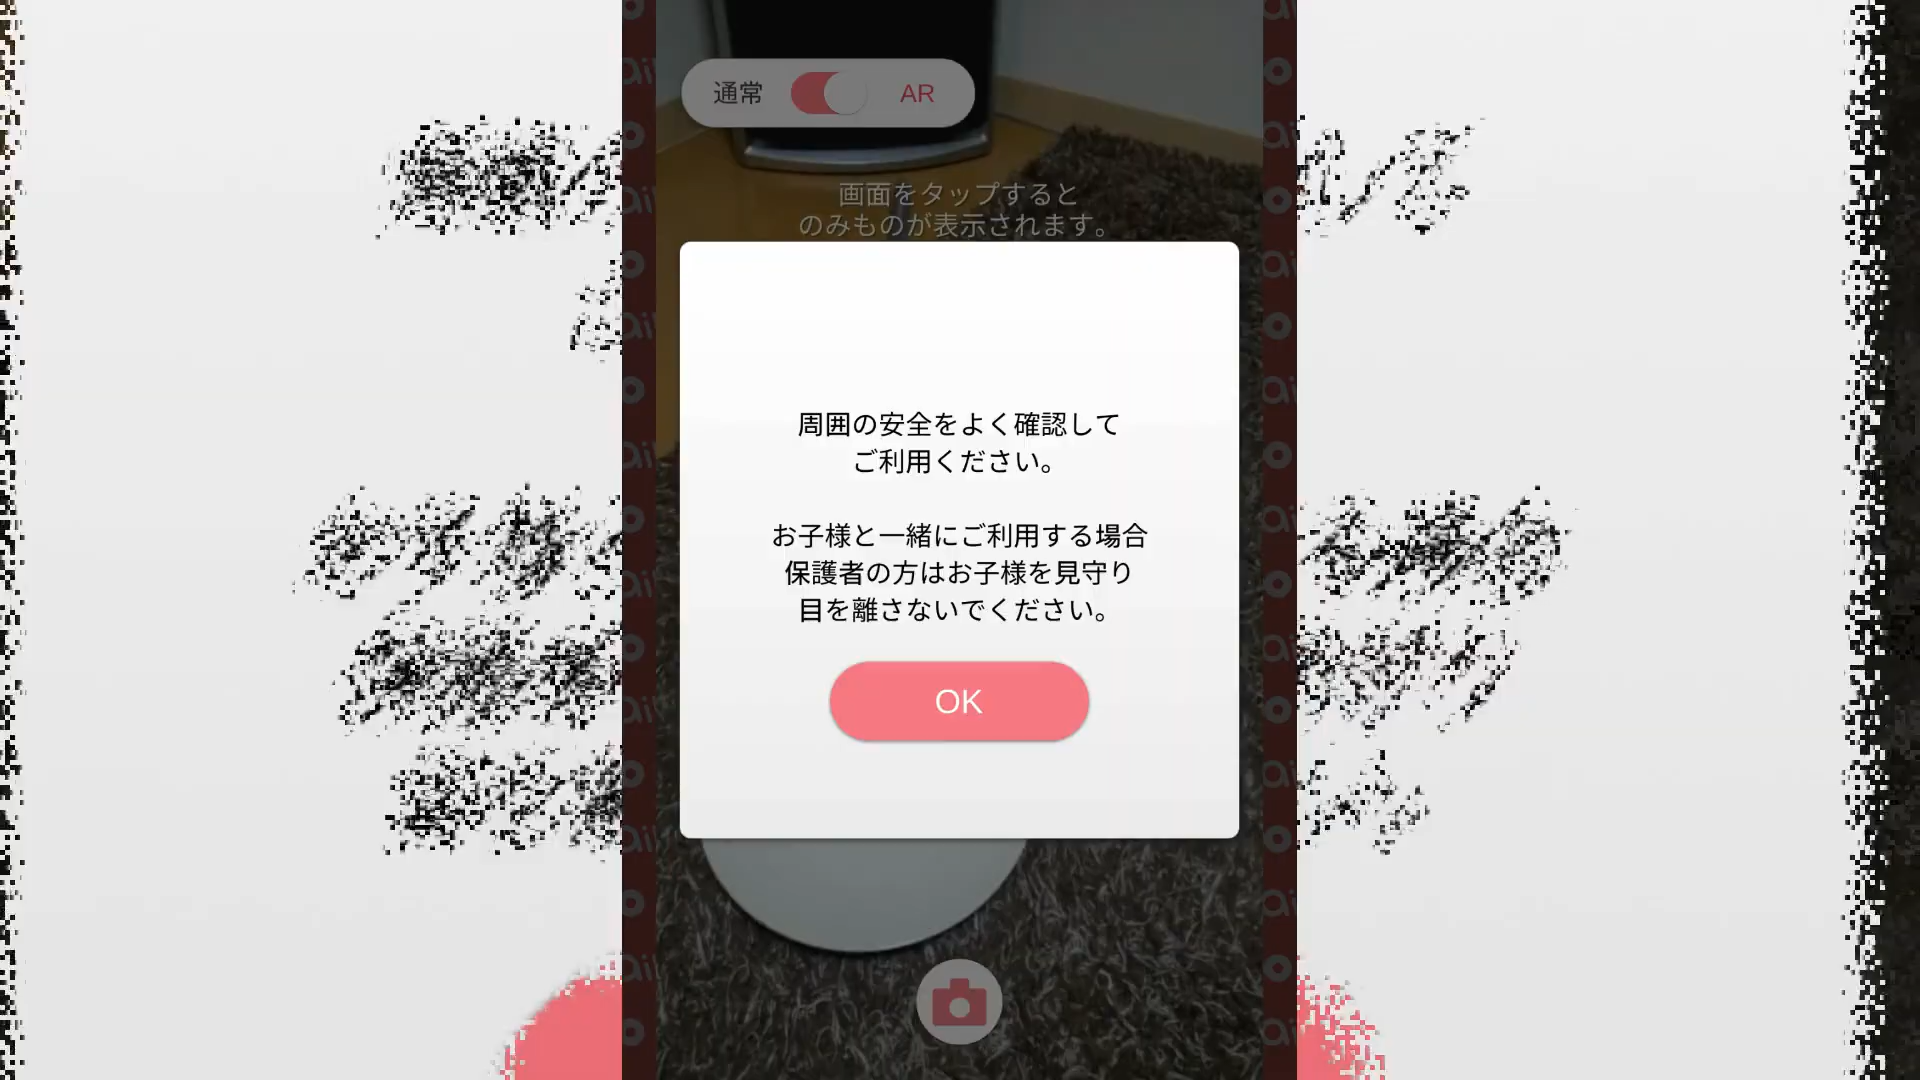 通常 AR
画面をタップすると
のみものが表示されます。
周囲の安全をよく確認して
ご利用ください。
お子様と一緒にご利用する場合
保護者の方はお子様を見守り
目を離さないでください。
OK